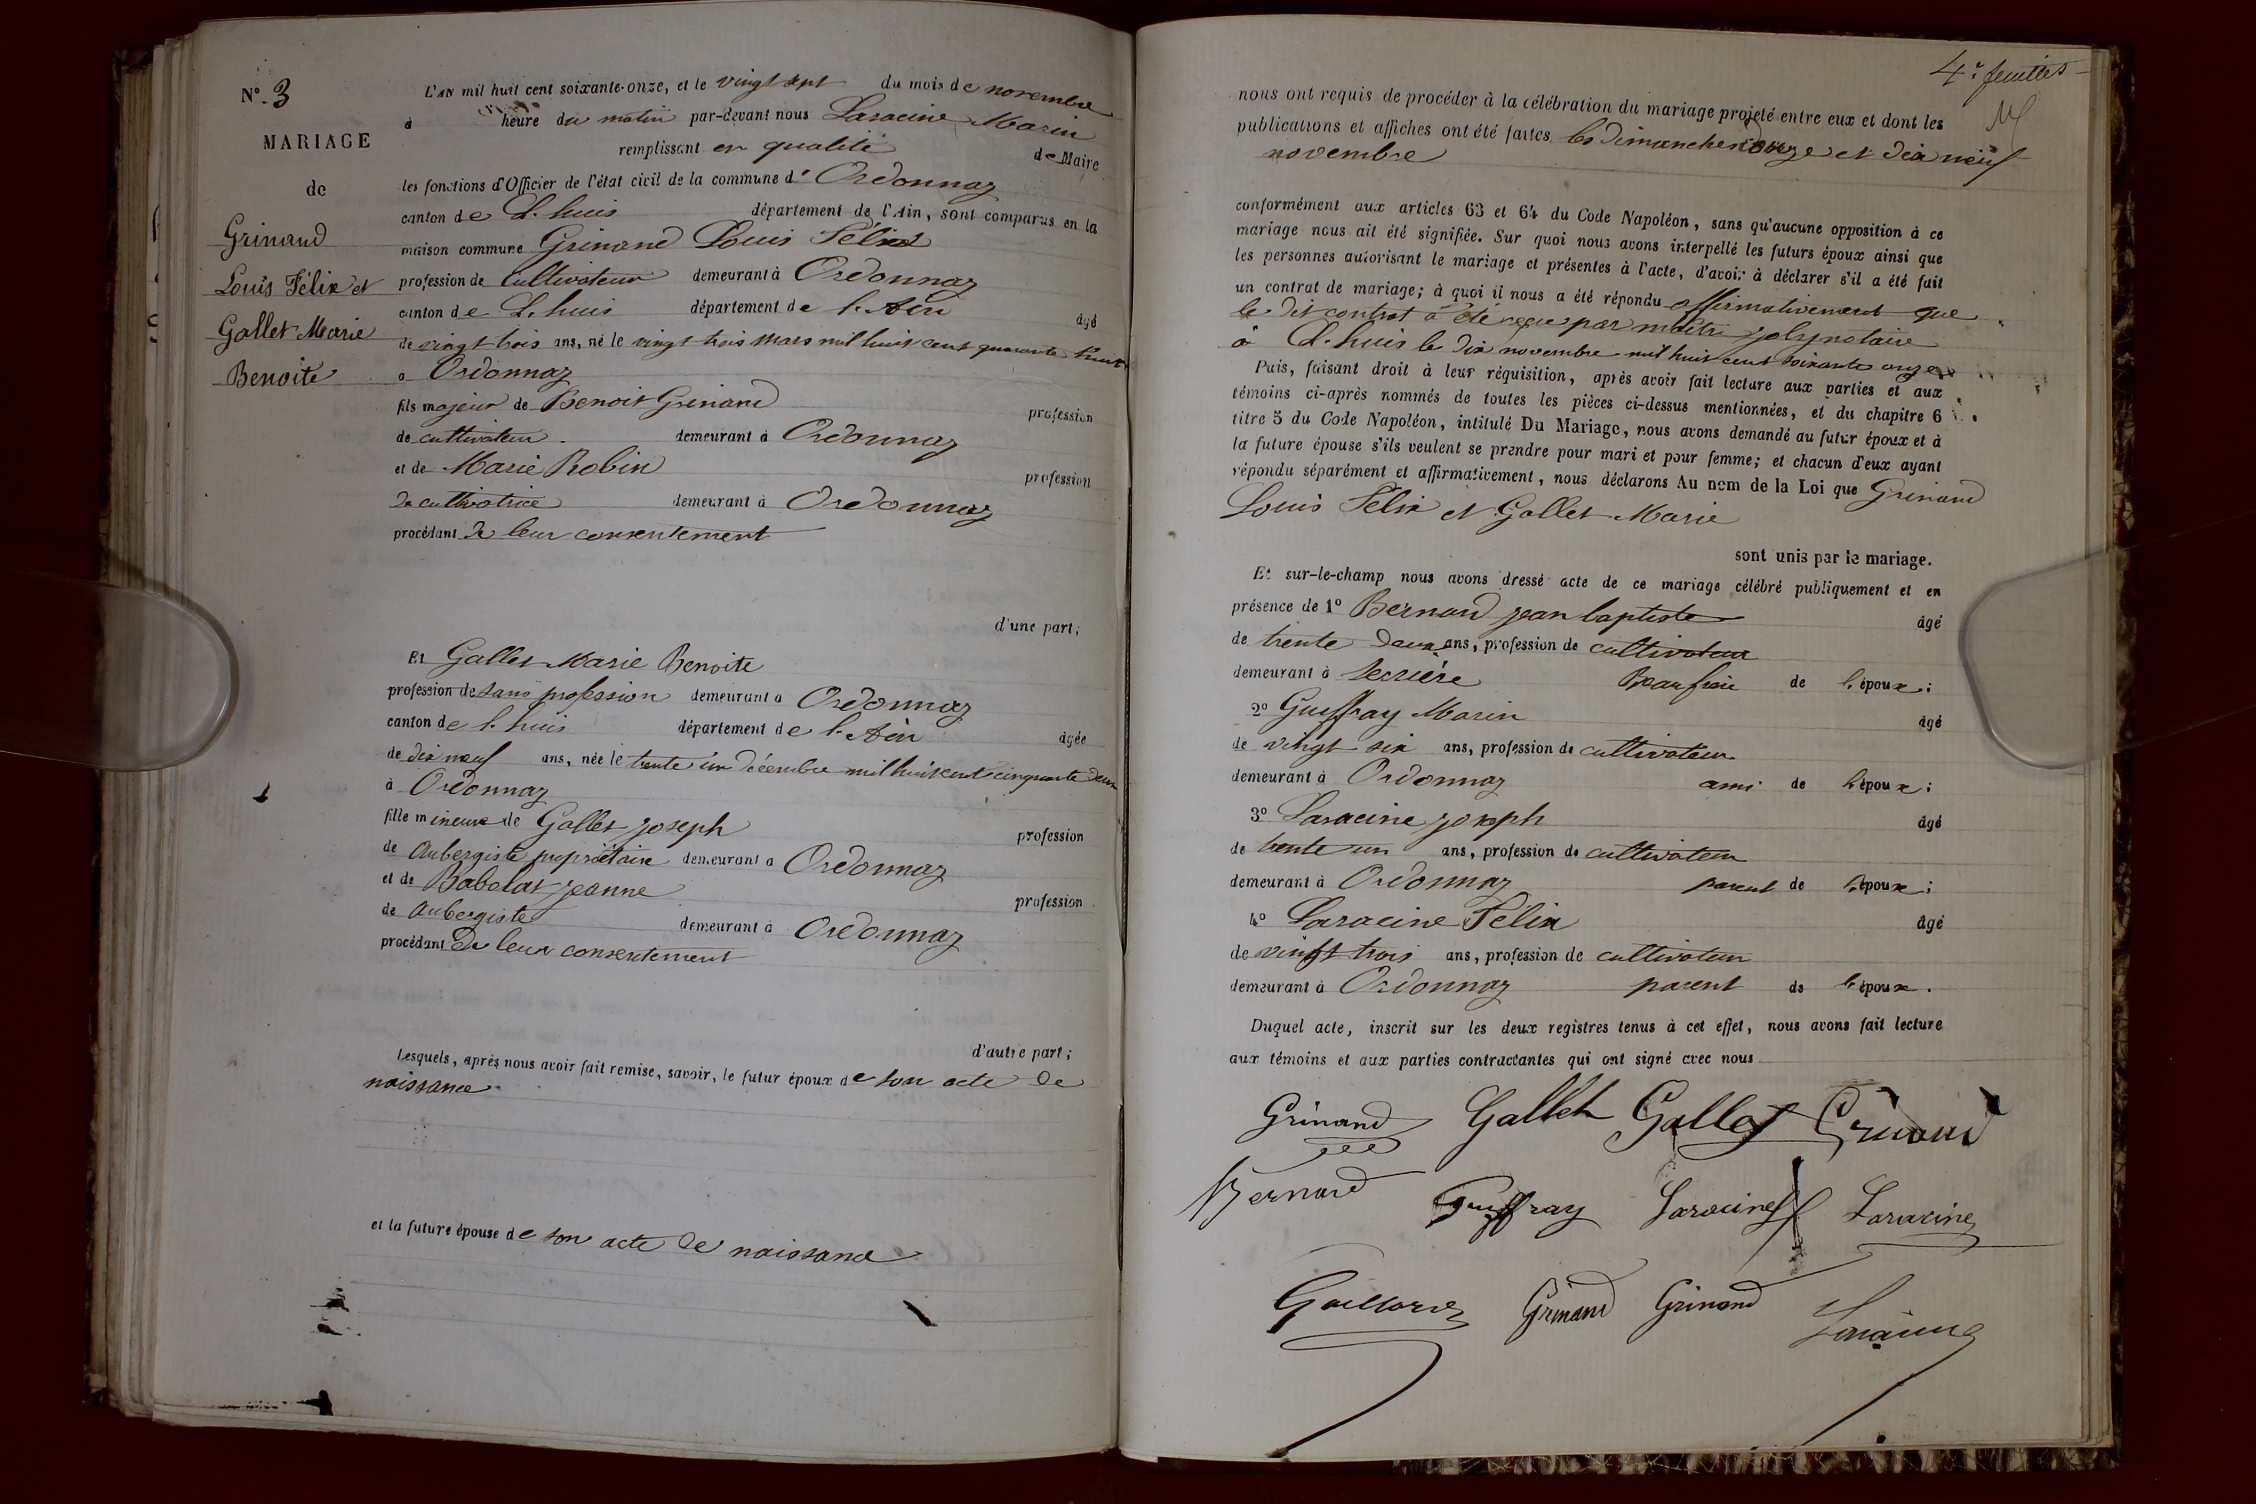 N° 3
MARIAGE
de
Grinand
Louis Félix et
Gallet Marie
Benoite
L'AN mil huit cent soixante-onze, et le vingt sept du mois de novembre
à heure du matin par-devant nous Laracine Marin
remplissant en qualité de Maire
les fonctions d'Officier de l'état civil de la commune d' Ordonnaz
canton de L. huis département de l'Ain, sont comparus en la
maison commune Grinand Louis Félix
profession de cultivateur demeurant à Ordonnaz
canton de L. huis département de l. Ain âgé
de vingt trois ans, né le vingt trois mars mil huit cent quarante huit
à Ordonnaz
fils majeur de Benoit Grinand profession
de cultivateur demeurant à Ordonnaz
et de Marie Robin profession
de cultivatrice demeurant à Ordonnaz
procédant de leur consentement
d'une part;
Et Gallet Marie Benoite
profession de sans profession demeurant à Ordonnaz
canton de l. huis département de l. Ain âgée
de dix neuf ans, née le trente un décembre mil huit cent cinquante deux
à Ordonnaz
fille mineure de Gallet joseph profession
de Aubergiste propriétaire demeurant à Ordonnaz
et de Babolat jeanne profession
de Aubergiste demeurant à Ordonnaz
procédant de leur consentement
d'autre part;
Lesquels, après nous avoir fait remise, savoir, le futur époux de son acte de
naissance
et la future épouse de son acte de naissance
4e feuillet
nous ont requis de procéder à la célébration du mariage projeté entre eux et dont les
publications et affiches ont été faites les dimanches douze et dix neuf
novembre
conformément aux articles 63 et 64 du Code Napoléon, sans qu'aucune opposition à ce
mariage nous ait été signifiée. Sur quoi nous avons interpellé les futurs époux ainsi que
les personnes autorisant le mariage et présentes à l'acte, d'avoir à déclarer s'il a été fait
un contrat de mariage; à quoi il nous a été répondu affirmativement que
le dit contrat a été reçu par maître joly notaire
à L. huis le dix novembre mil huit cent soixante onze
Puis, faisant droit à leur réquisition, après avoir fait lecture aux parties et aux
témoins ci-après nommés de toutes les pièces ci-dessus mentionnées, et du chapitre 6
titre 5 du Code Napoléon, intitulé Du Mariage, nous avons demandé au futur époux et à
la future épouse s'ils veulent se prendre pour mari et pour femme; et chacun d'eux ayant
répondu séparément et affirmativement, nous déclarons Au nom de la Loi que Grinand
Louis Félix et Gallet Marie
sont unis par le mariage.
Et sur-le-champ nous avons dressé acte de ce mariage célébré publiquement et en
présence de 1° Bernard jean baptiste âgé
de trente deux ans, profession de cultivateur
demeurant à Beau frère de l'époux;
2° Guffray Marin âgé
de vingt six ans, profession de cultivateur
demeurant à Ordonnaz ami de l'époux;
3° Laracine joseph âgé
de trente un ans, profession de cultivateur
demeurant à Ordonnaz parent de l'époux;
4° Laracine Félix âgé
de vingt trois ans, profession de cultivateur
demeurant à Ordonnaz parent de l'époux.
Duquel acte, inscrit sur les deux registres tenus à cet effet, nous avons fait lecture
aux témoins et aux parties contractantes qui ont signé avec nous
Grinand Gallet Gallet Grinand
Bernard Guffray Laracine Laracine
Grinand Grinand Laracine